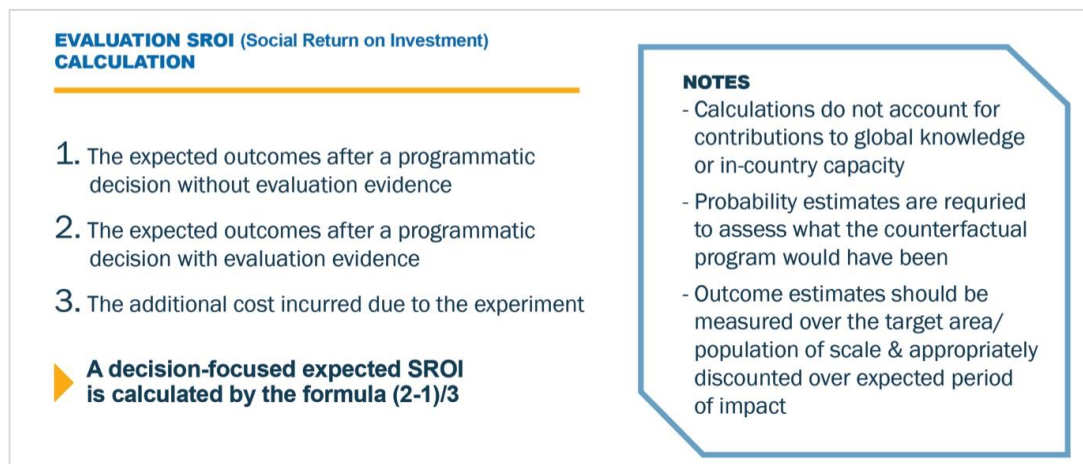 EVALUATION SROI (Social Return on Investment)
CALCULATION
1. The expected outcomes after a programmatic
decision without evaluation evidence
2. The expected outcomes after a programmatic
decision with evaluation evidence
3. The additional cost incurred due to the experiment
A decision-focused expected SROI
is calculated by the formula (2-1)/3
NOTES
- Calculations do not account for
contributions to global knowledge
or in-country capacity
- Probability estimates are requried
to assess what the counterfactual
program would have been
- Outcome estimates should be
measured over the target area/
population of scale & appropriately
discounted over expected period
of impact